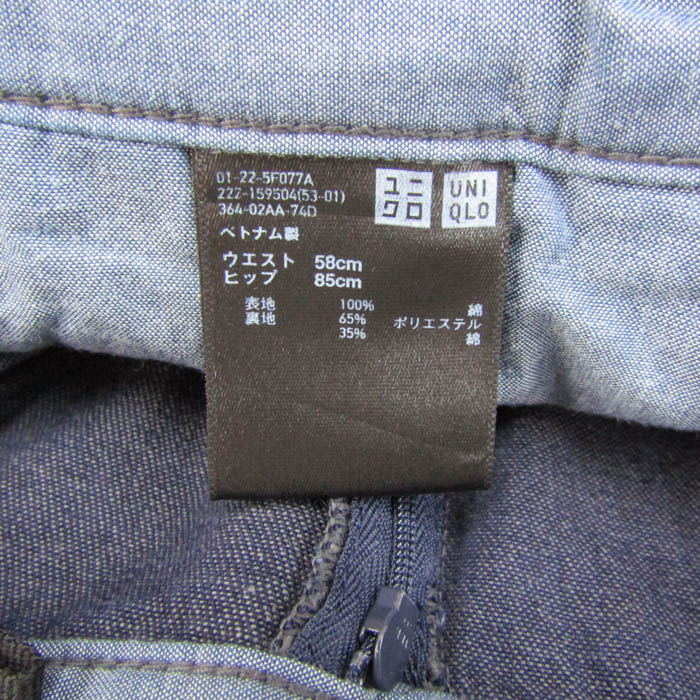 01-22-5F077A
222-159504(53-01)
364-02AA-74D
ユニ
クロ
UNI
QLO
ベトナム製
ウエスト 58cm
ヒップ 85cm
表地 100% 綿
裏地 65% ポリエステル
35% 綿